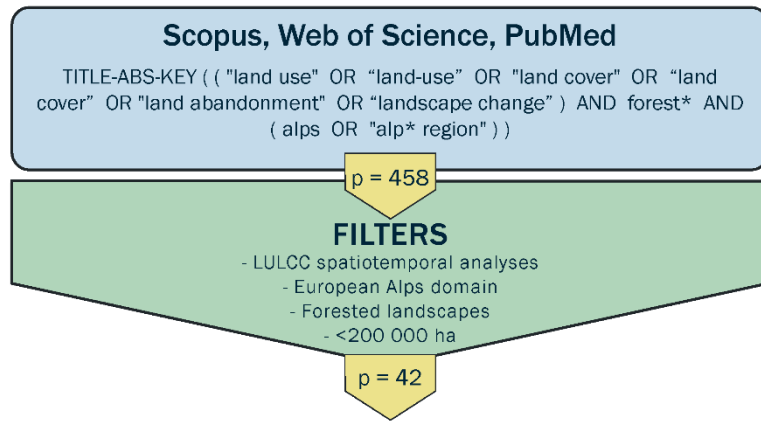 Scopus, Web of Science, PubMed
TITLE-ABS-KEY ( ( "land use" OR “land-use” OR "land cover" OR “land
cover” OR "land abandonment" OR “landscape change” ) AND forest* AND
( alps OR "alp* region" ) )
p = 458
FILTERS
- LULCC spatiotemporal analyses
- European Alps domain
- Forested landscapes
- <200 000 ha
p = 42